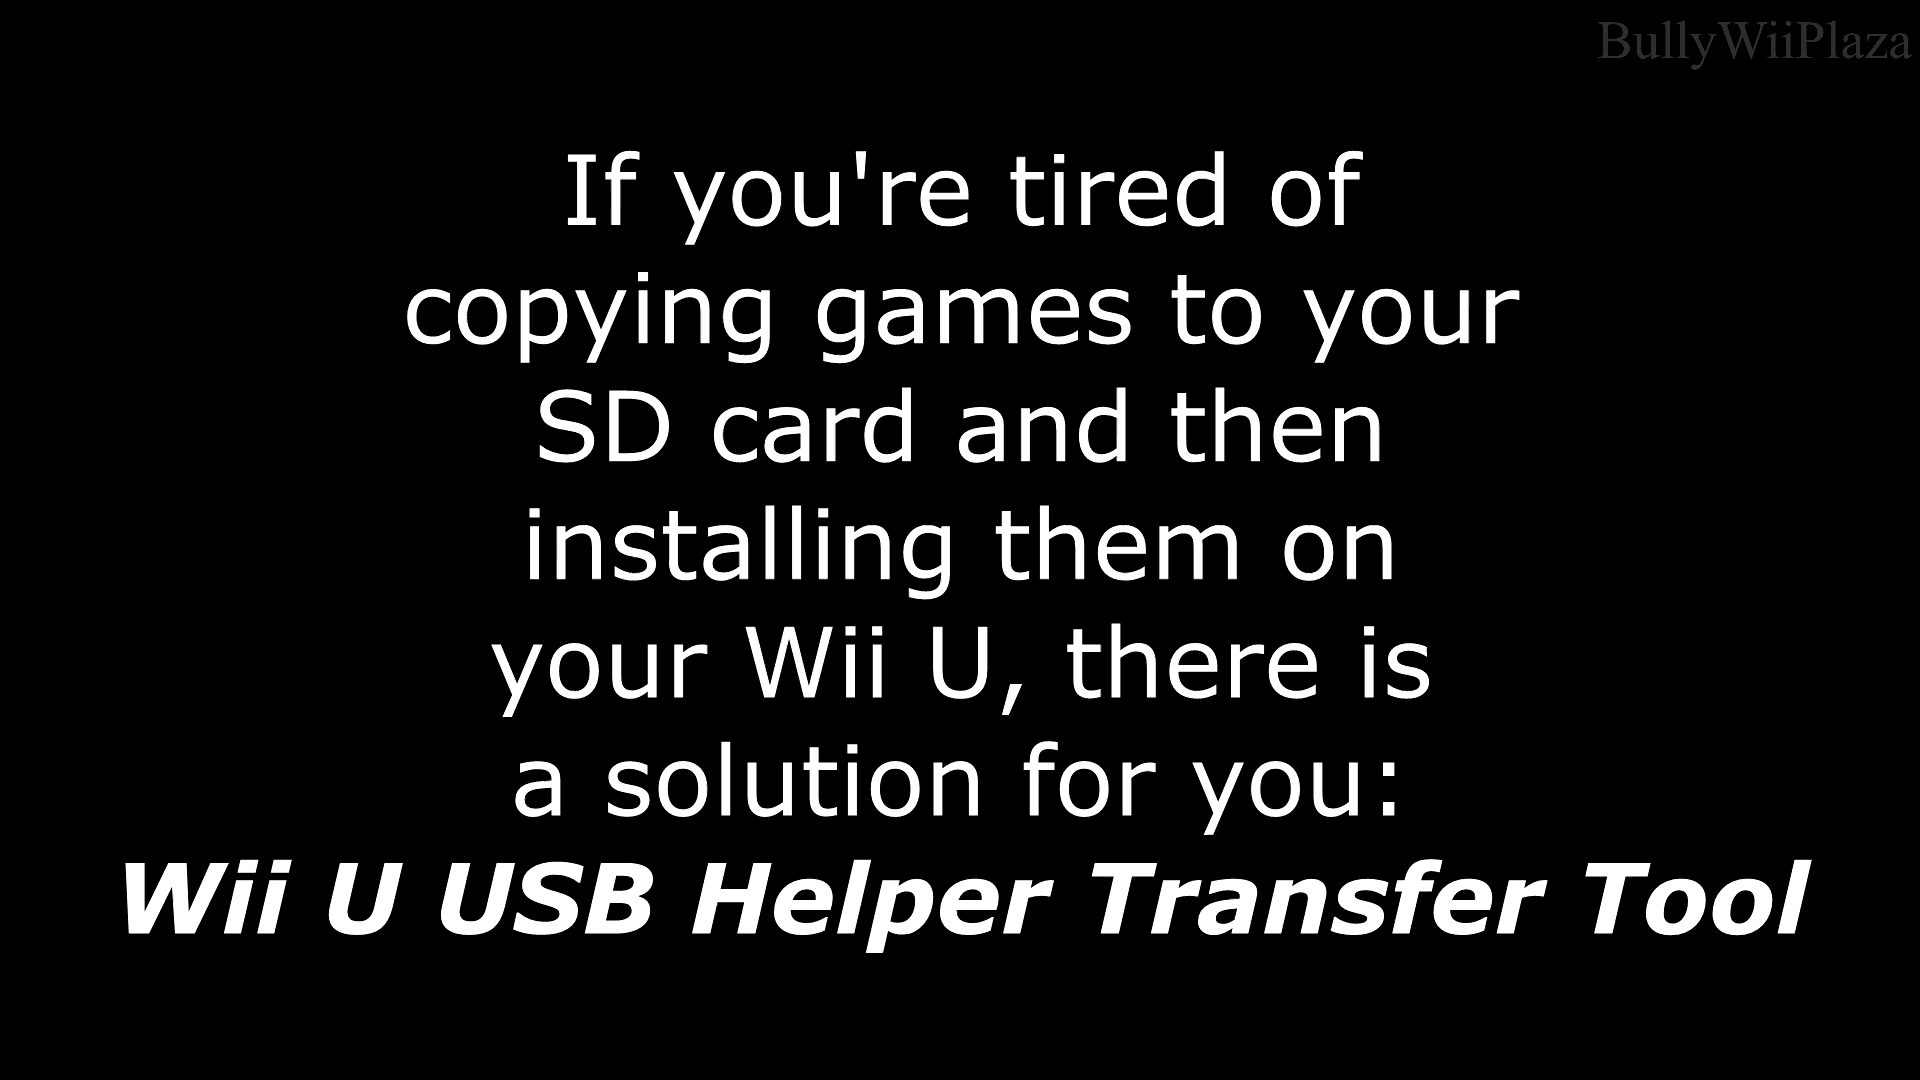 BullyWiiPlaza
If you're tired of
copying games to your
SD card and then
installing them on
your Wii U, there is
a solution for you:
Wii U USB Helper Transfer Tool